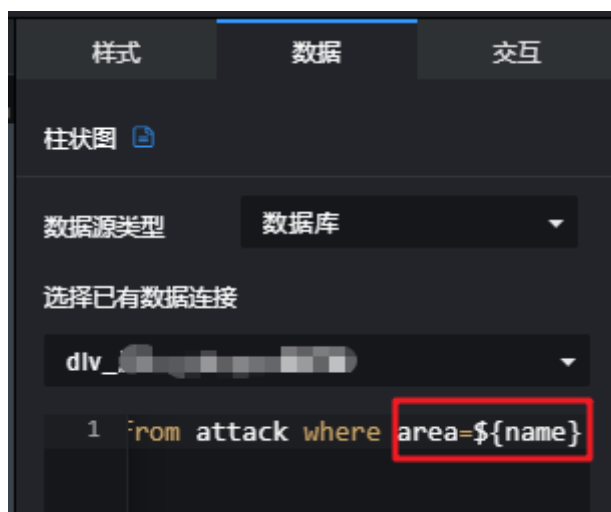 样式 数据 交互
柱状图
数据源类型 数据库
选择已有数据连接
dlv_
1 from attack where area=${name}